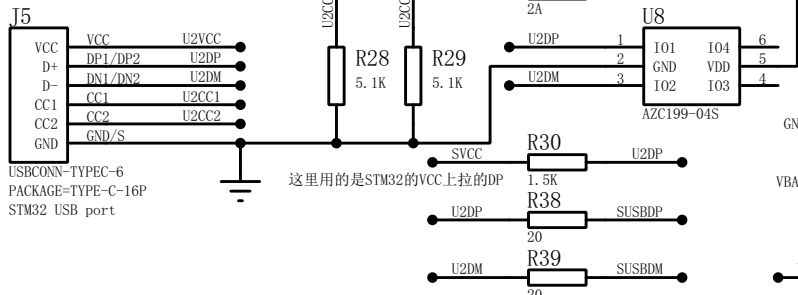 J5
VCC VCC U2VCC
D+ DP1/DP2 U2DP
D- DN1/DN2 U2DM
CC1 CC1 U2CC1
CC2 CC2 U2CC2
GND GND/S
USBCONN-TYPEC-6
PACKAGE=TYPE-C-16P
STM32 USB port
R28
5.1K
R29
5.1K
2A
U8
U2DP 1 IO1 IO4 6
2 GND VDD 5
U2DM 3 IO2 IO3 4
AZC199-04S
这里用的是STM32的VCC上拉的DP
R30
SVCC U2DP
1.5K
R38
U2DP SUSBDP
20
R39
U2DM SUSBDM
20